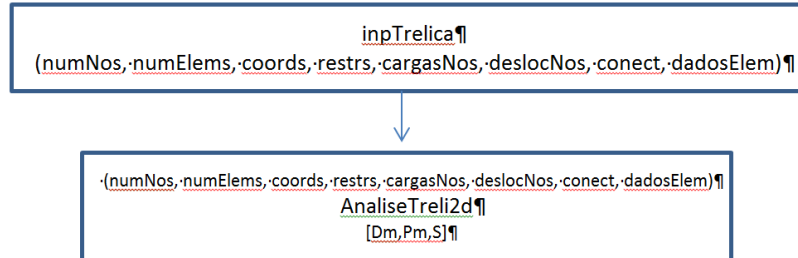 inpTrelica¶
(numNos,·numElems,·coords,·restrs,·cargasNos,·deslocNos,·conect,·dadosElem)¶
·(numNos,·numElems,·coords,·restrs,·cargasNos,·deslocNos,·conect,·dadosElem)¶
AnaliseTreli2d¶
[Dm,Pm,S]¶